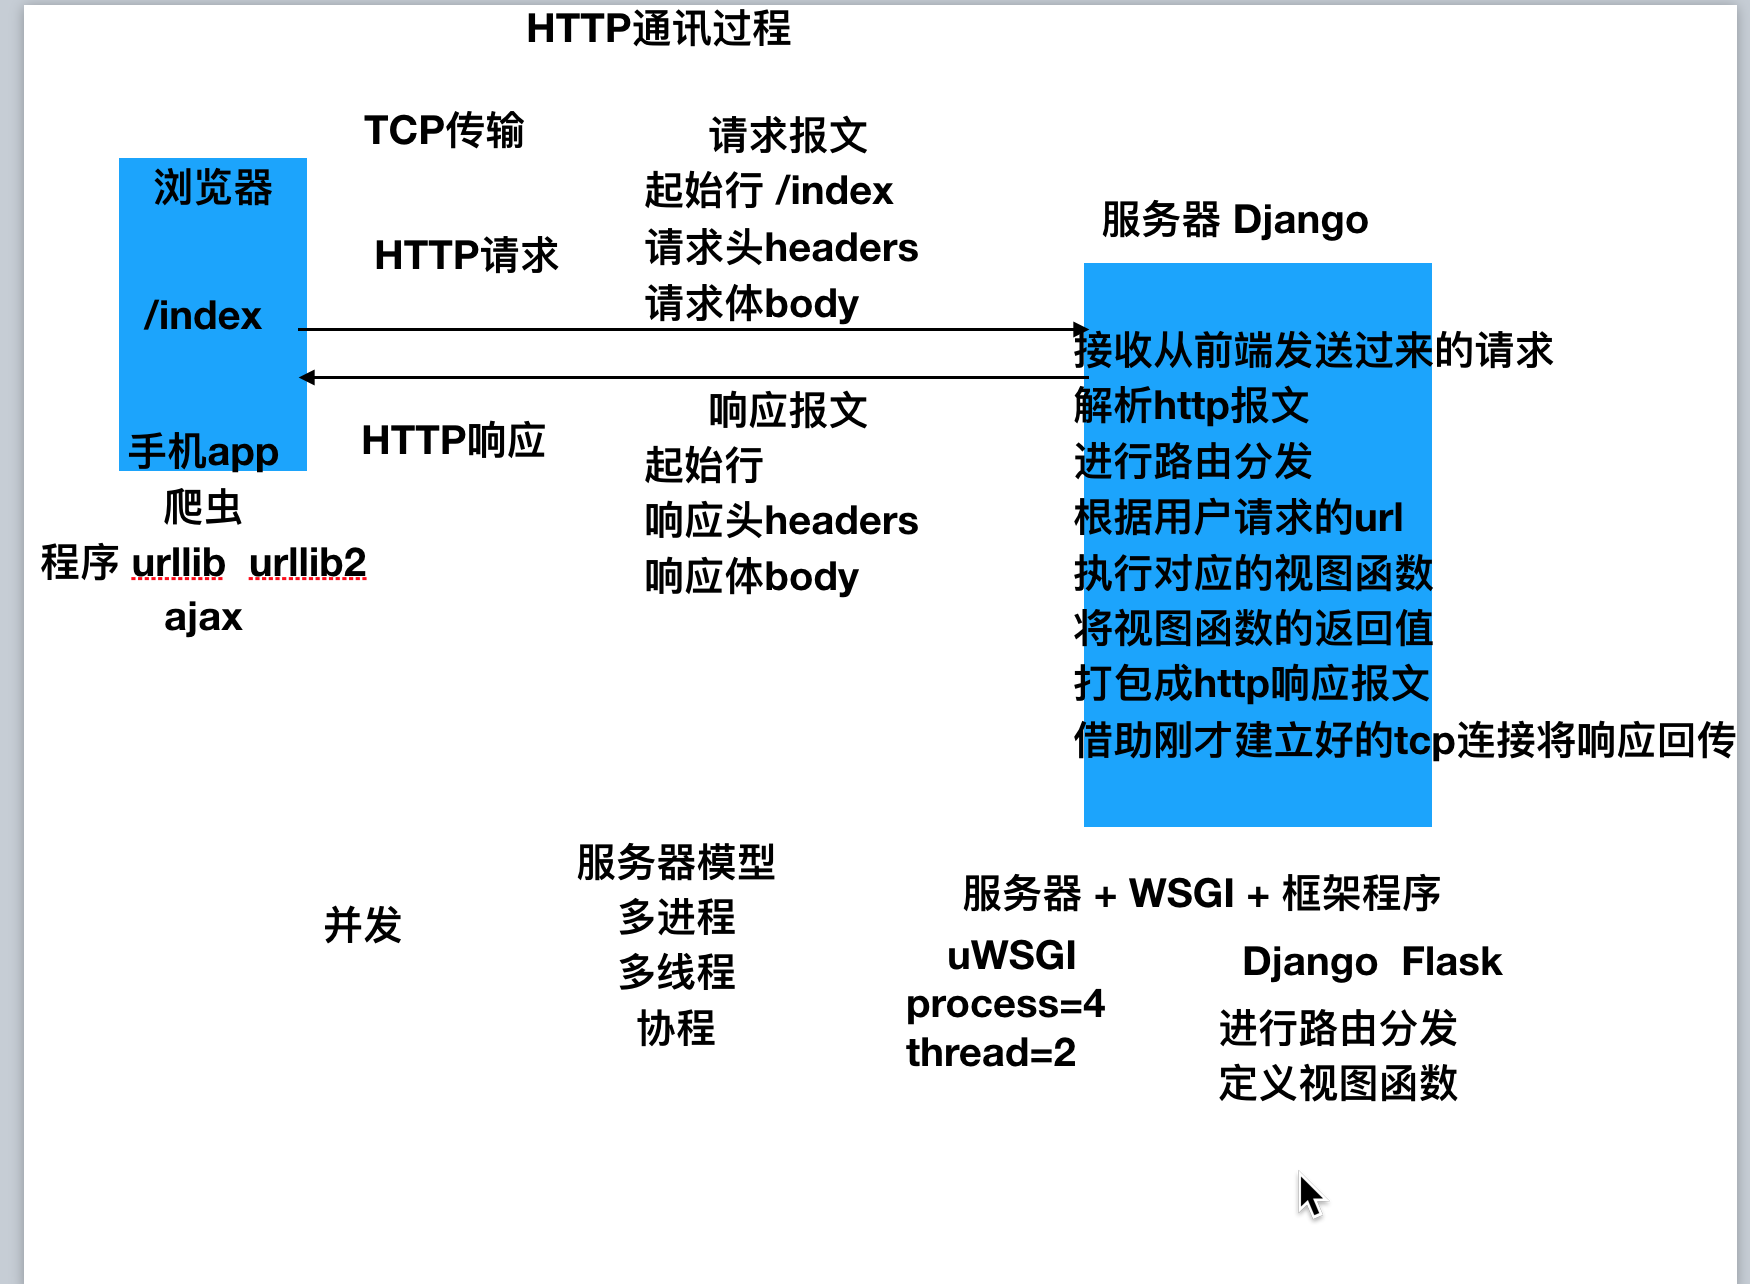 HTTP通讯过程
TCP传输
请求报文
浏览器
起始行 /index
服务器 Django
HTTP请求
请求头headers
/index
请求体body
接收从前端发送过来的请求
解析http报文
进行路由分发
根据用户请求的url
执行对应的视图函数
将视图函数的返回值
打包成http响应报文
借助刚才建立好的tcp连接将响应回传
HTTP响应
响应报文
起始行
响应头headers
响应体body
手机app
爬虫
程序 urllib urllib2
ajax
并发
服务器模型
多进程
多线程
协程
服务器 + WSGI + 框架程序
uWSGI
process=4
thread=2
Django Flask
进行路由分发
定义视图函数